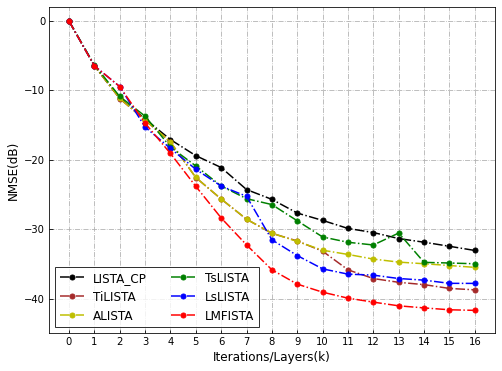 0
−10
−20
−30
−40
NMSE(dB)
LISTA_CP
TiLISTA
ALISTA
TsLISTA
LsLISTA
LMFISTA
0 1 2 3 4 5 6 7 8 9 10 11 12 13 14 15 16
Iterations/Layers(k)